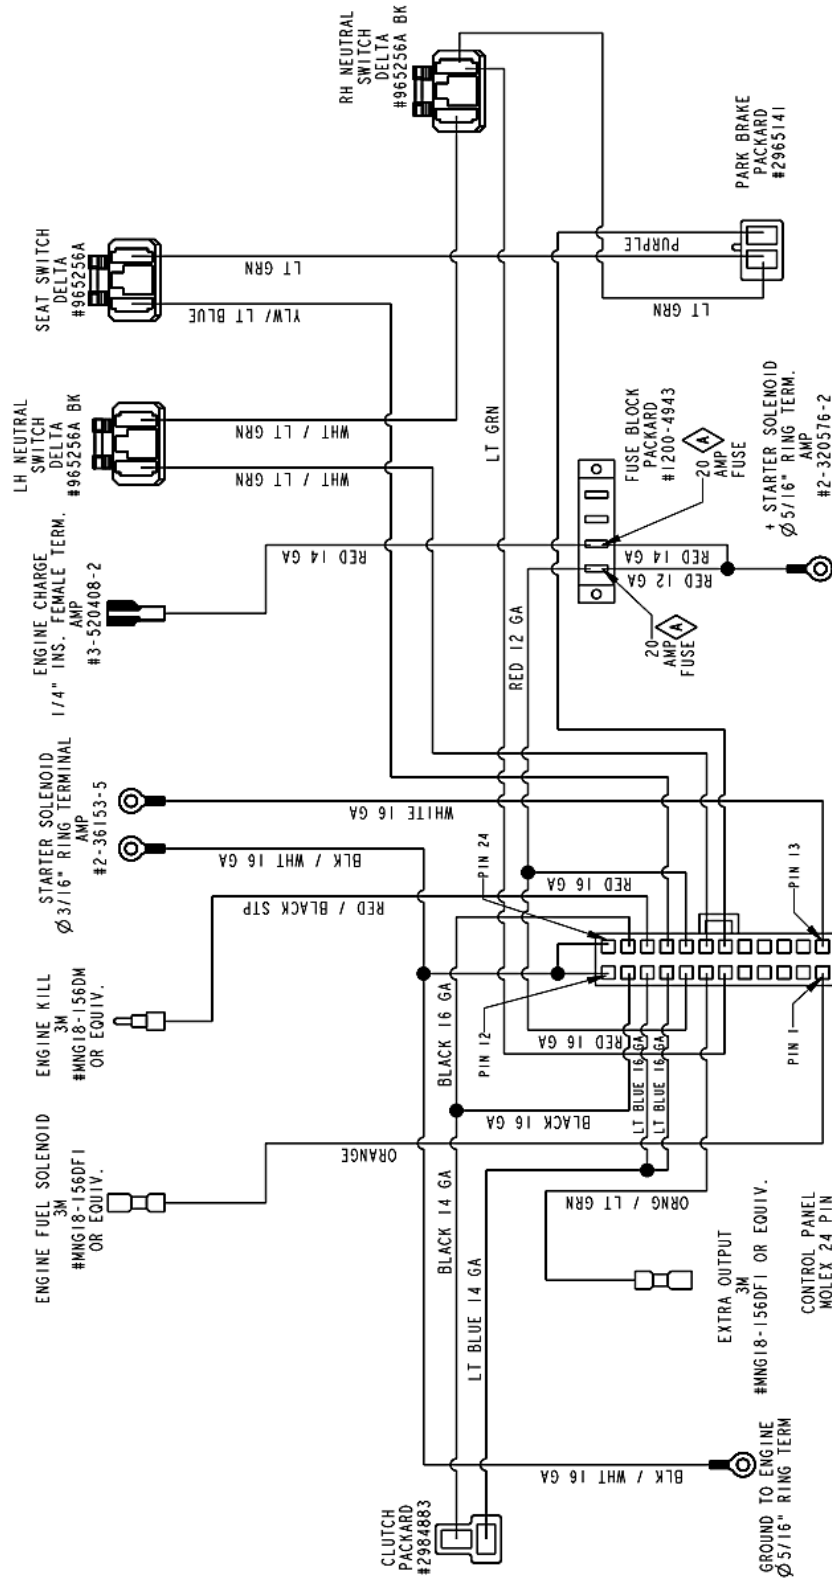 ENGINE FUEL SOLENOID
3M
#MNG18-156DF1
OR EQUIV.
ENGINE KILL
3M
#MNG18-156DM
OR EQUIV.
STARTER SOLENOID
Ø3/16" RING TERMINAL
AMP
#2-36153-5
ENGINE CHARGE
1/4" INS. FEMALE TERM.
AMP
#3-520408-2
LH NEUTRAL
SWITCH
DELTA
#965256A BK
SEAT SWITCH
DELTA
#965256A
RH NEUTRAL
SWITCH
DELTA
#965256A BK
ORANGE
RED / BLACK STP
BLK / WHT 16 GA
WHITE 16 GA
RED 14 GA
WHT / LT GRN
WHT / LT GRN
YLW/ LT BLUE
LT GRN
CLUTCH
PACKARD
#2984883
BLACK 14 GA
BLACK 16 GA
LT BLUE 14 GA
BLACK 16 GA
LT BLUE 16 GA
LT BLUE 16 GA
RED 16 GA
RED 16 GA
PIN 12
PIN 24
PIN 1
PIN 13
RED 12 GA
LT GRN
PURPLE
LT GRN
PARK BRAKE
PACKARD
#2965141
FUSE BLOCK
PACKARD
#1200-4943
20 A
AMP
FUSE
20 A
AMP
FUSE
RED 12 GA
RED 14 GA
+ STARTER SOLENOID
Ø5/16" RING TERM.
AMP
#2-320576-2
ORNG / LT GRN
EXTRA OUTPUT
3M
#MNG18-156DF1 OR EQUIV.
CONTROL PANEL
MOLEX 24 PIN
BLK / WHT 16 GA
GROUND TO ENGINE
Ø5/16" RING TERM